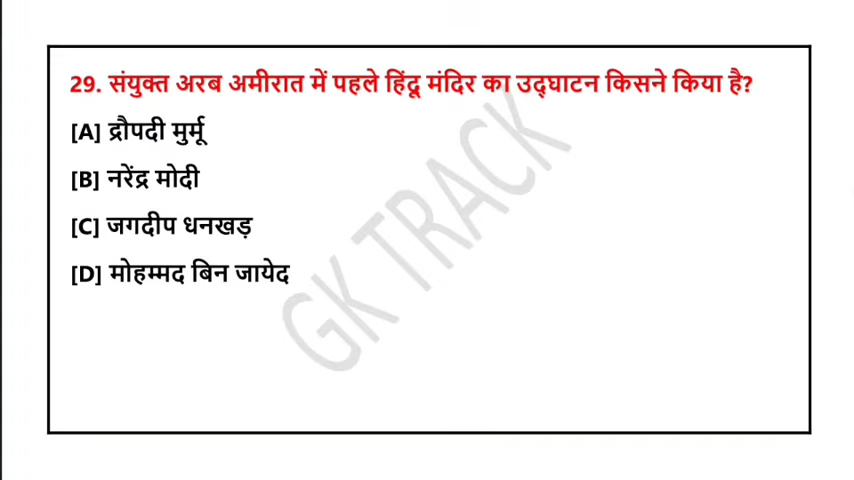 29. संयुक्त अरब अमीरात में पहले हिंदू मंदिर का उद्घाटन किसने किया है?
[A] द्रौपदी मुर्मू
[B] नरेंद्र मोदी
[C] जगदीप धनखड़
[D] मोहम्मद बिन जायेद
GK TRACK